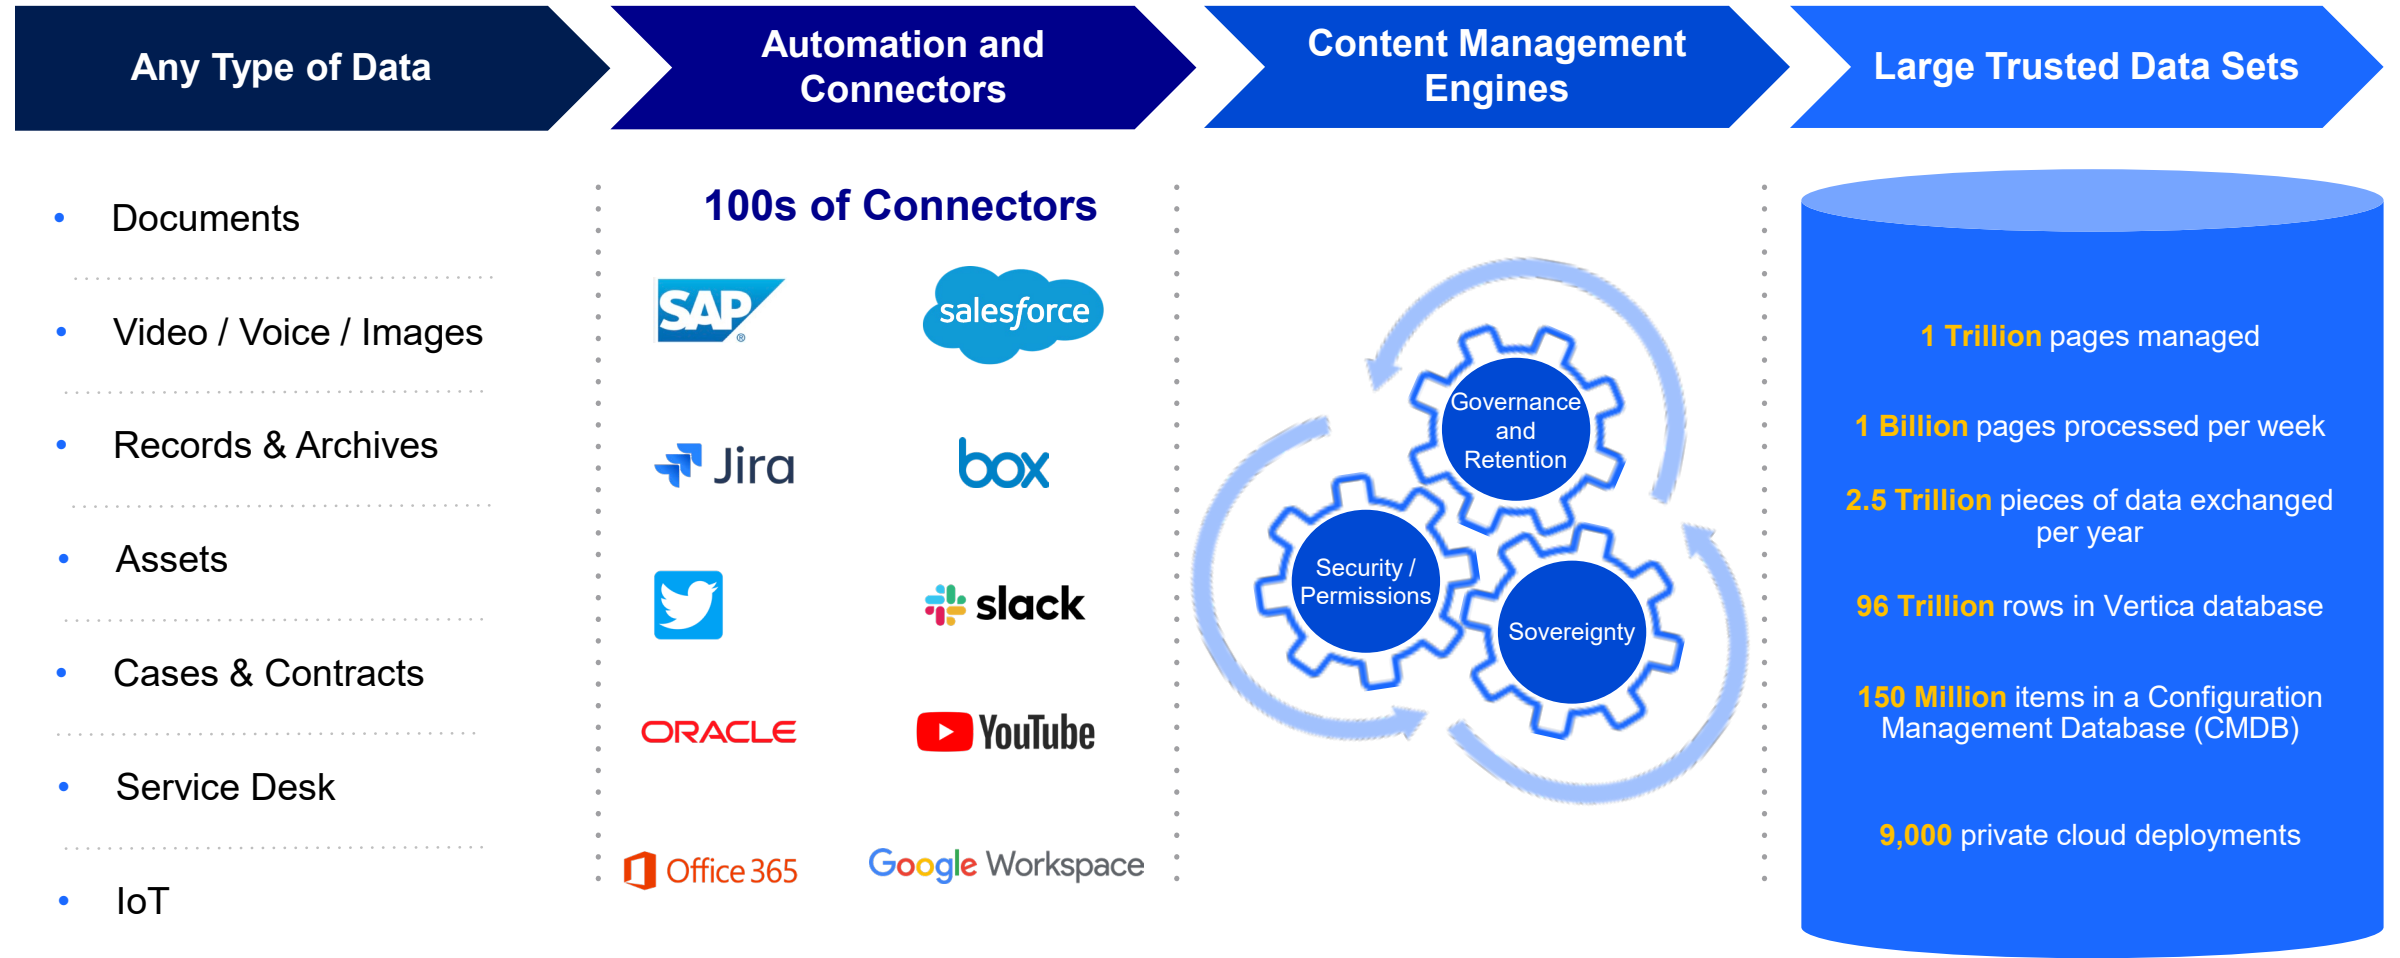 Any Type of Data
Automation and
Connectors
Content Management
Engines
Large Trusted Data Sets
Documents
Video / Voice / Images
Records & Archives
Assets
Cases & Contracts
Service Desk
IoT
100s of Connectors
SAP
®
salesforce
Jira
box
slack
ORACLE
YouTube
Office 365
Google Workspace
Governance
and
Retention
Security /
Permissions
Sovereignty
1 Trillion pages managed
1 Billion pages processed per week
2.5 Trillion pieces of data exchanged
per year
96 Trillion rows in Vertica database
150 Million items in a Configuration
Management Database (CMDB)
9,000 private cloud deployments